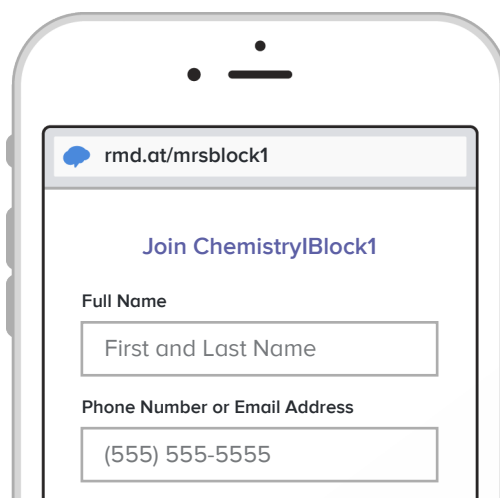 rmd.at/mrsblock1
Join ChemistryIBlock1
Full Name
First and Last Name
Phone Number or Email Address
(555) 555-5555